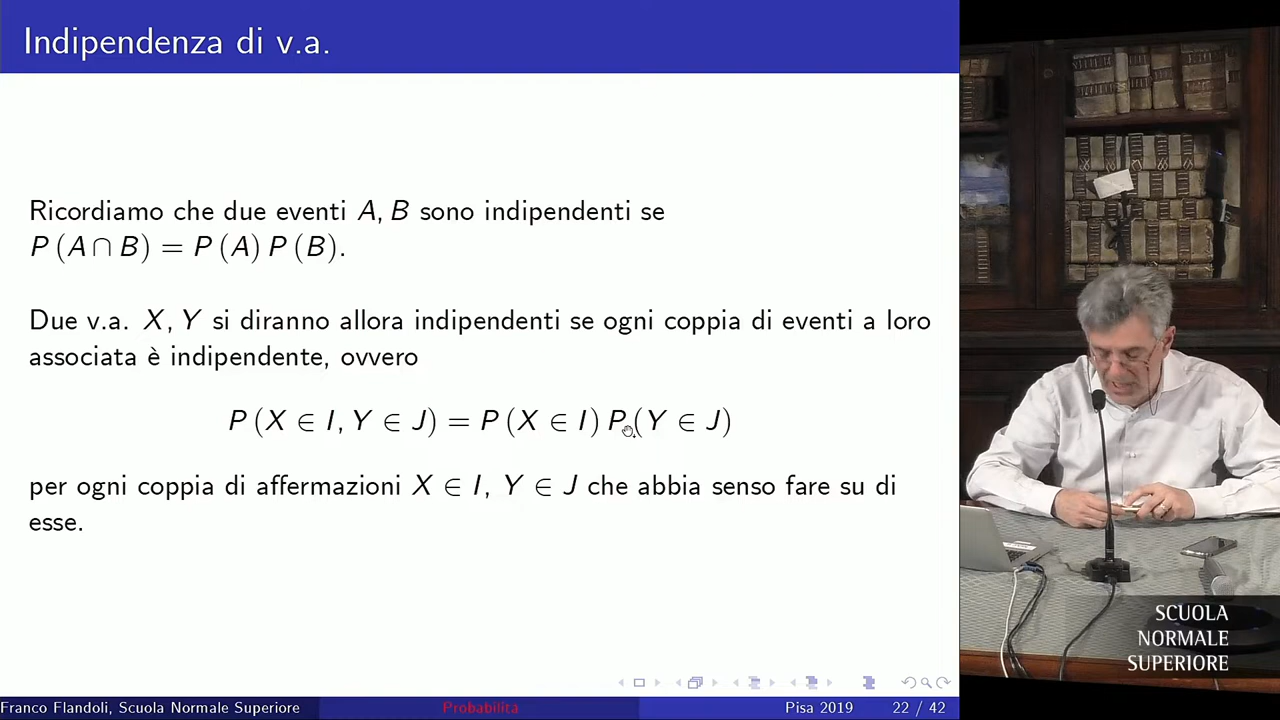 Indipendenza di v.a.
Ricordiamo che due eventi A, B sono indipendenti se
P (A ∩ B) = P (A) P (B).
Due v.a. X, Y si diranno allora indipendenti se ogni coppia di eventi a loro
associata è indipendente, ovvero
P (X ∈ I, Y ∈ J) = P (X ∈ I) P (Y ∈ J)
per ogni coppia di affermazioni X ∈ I, Y ∈ J che abbia senso fare su di
esse.
SCUOLA
NORMALE
SUPERIORE
Franco Flandoli, Scuola Normale Superiore
Probabilita
Pisa 2019
22 / 42